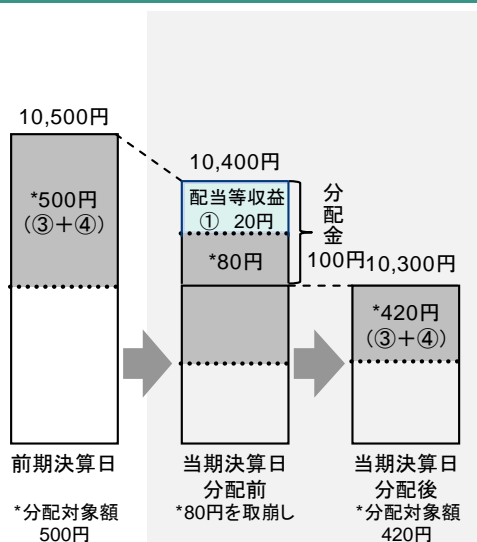 10,500円
*500円
(③+④)
前期決算日
*分配対象額
500円
10,400円
配当等収益
① 20円
*80円
分配金
100円
当期決算日
分配前
*80円を取崩し
10,300円
*420円
(③+④)
当期決算日
分配後
*分配対象額
420円